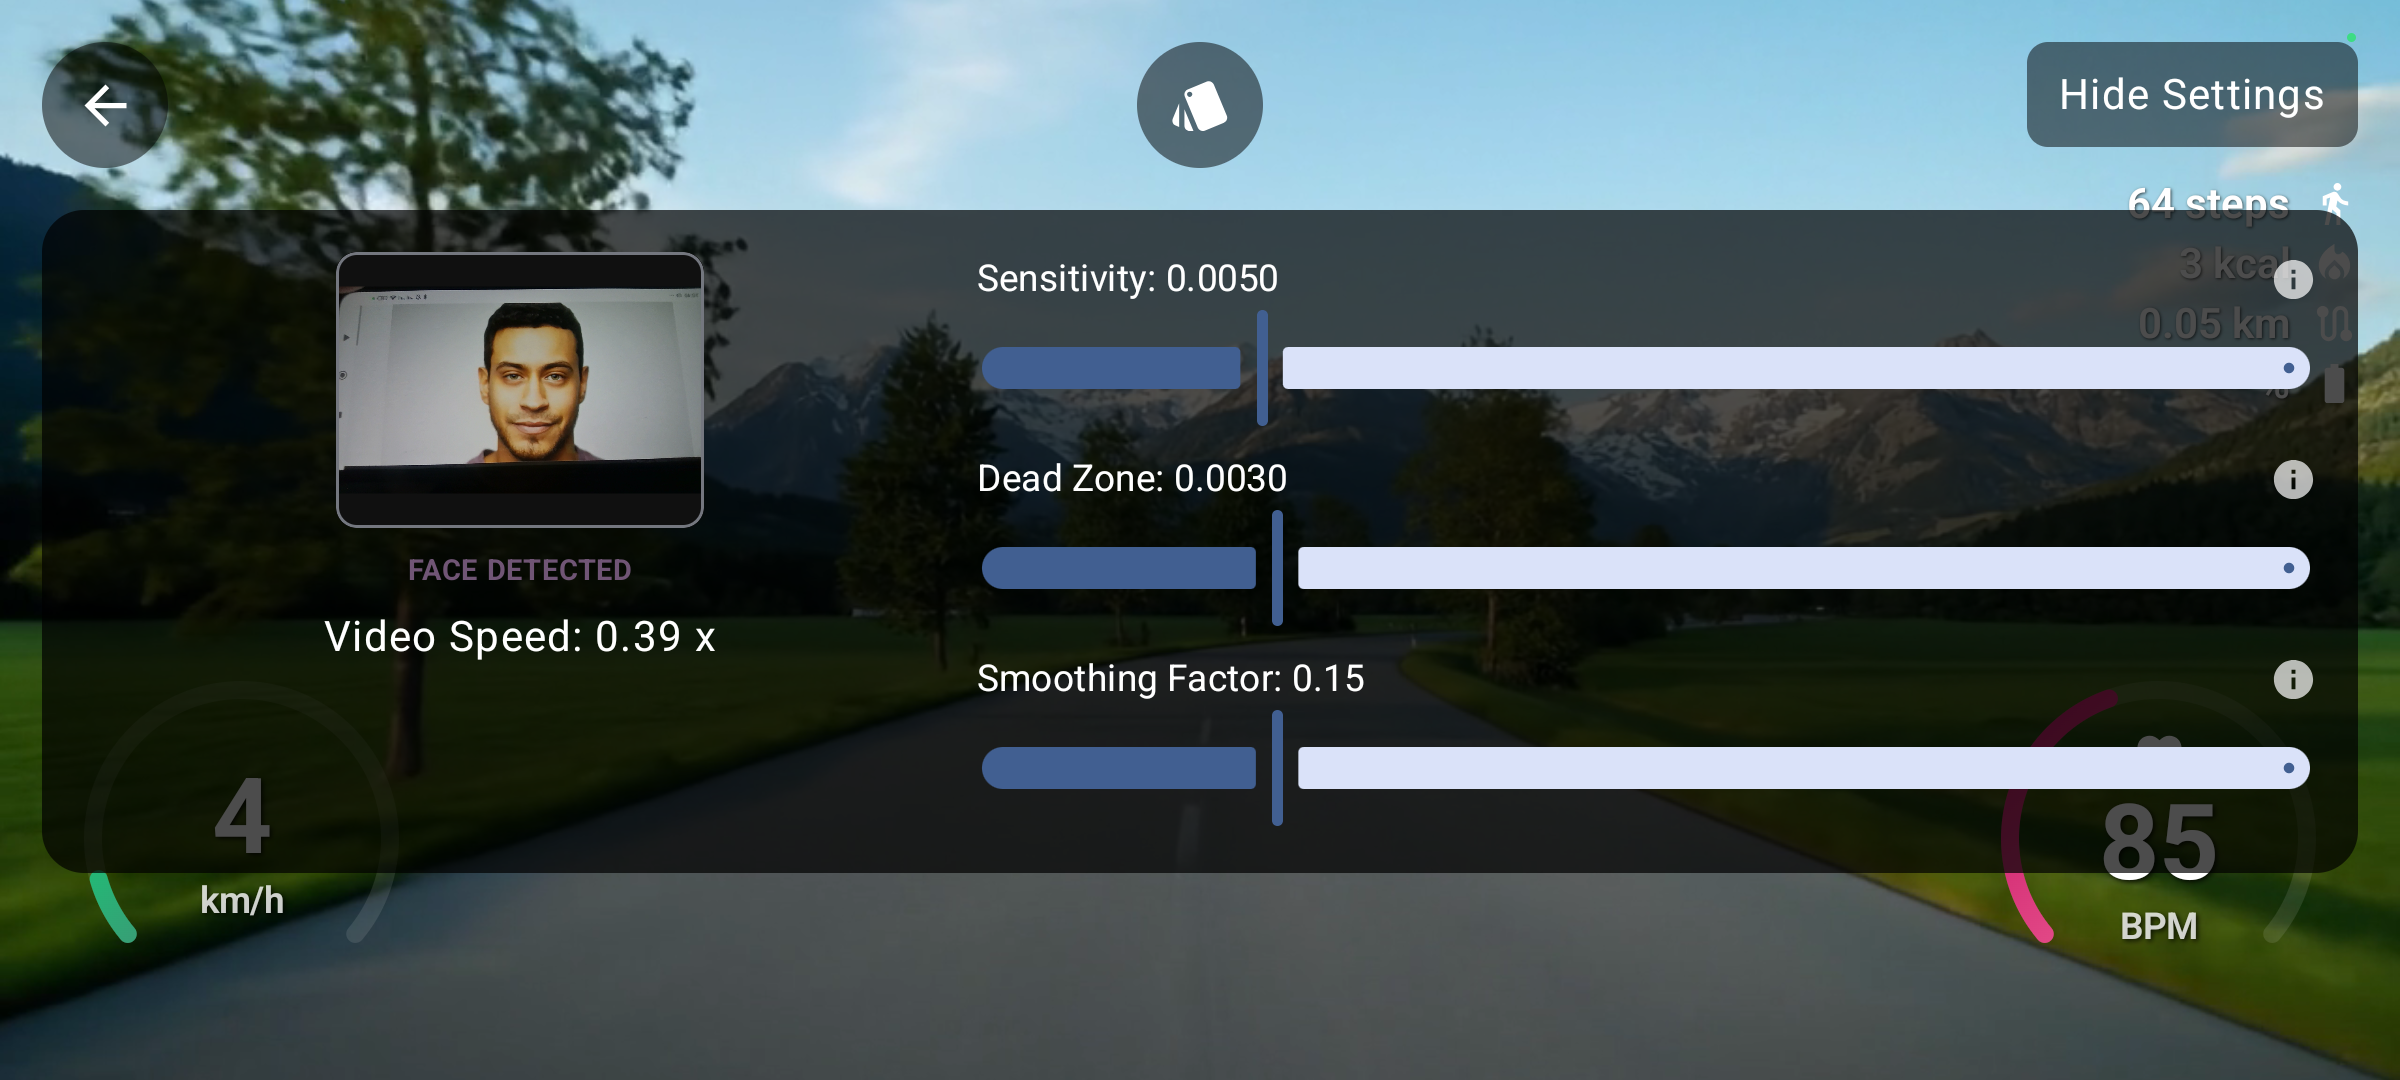 Hide Settings
64 steps
3 kcal
0.05 km
%
Sensitivity: 0.0050
Dead Zone: 0.0030
Smoothing Factor: 0.15
FACE DETECTED
Video Speed: 0.39 x
4
km/h
85
BPM